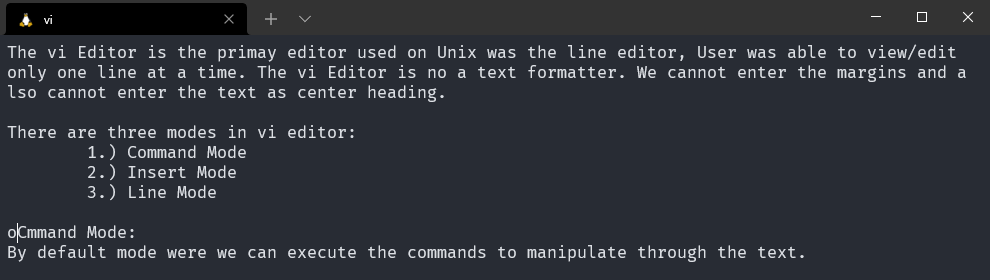 vi
The vi Editor is the primay editor used on Unix was the line editor, User was able to view/edit
only one line at a time. The vi Editor is no a text formatter. We cannot enter the margins and a
lso cannot enter the text as center heading.
There are three modes in vi editor:
1.) Command Mode
2.) Insert Mode
3.) Line Mode
oCmmand Mode:
By default mode were we can execute the commands to manipulate through the text.